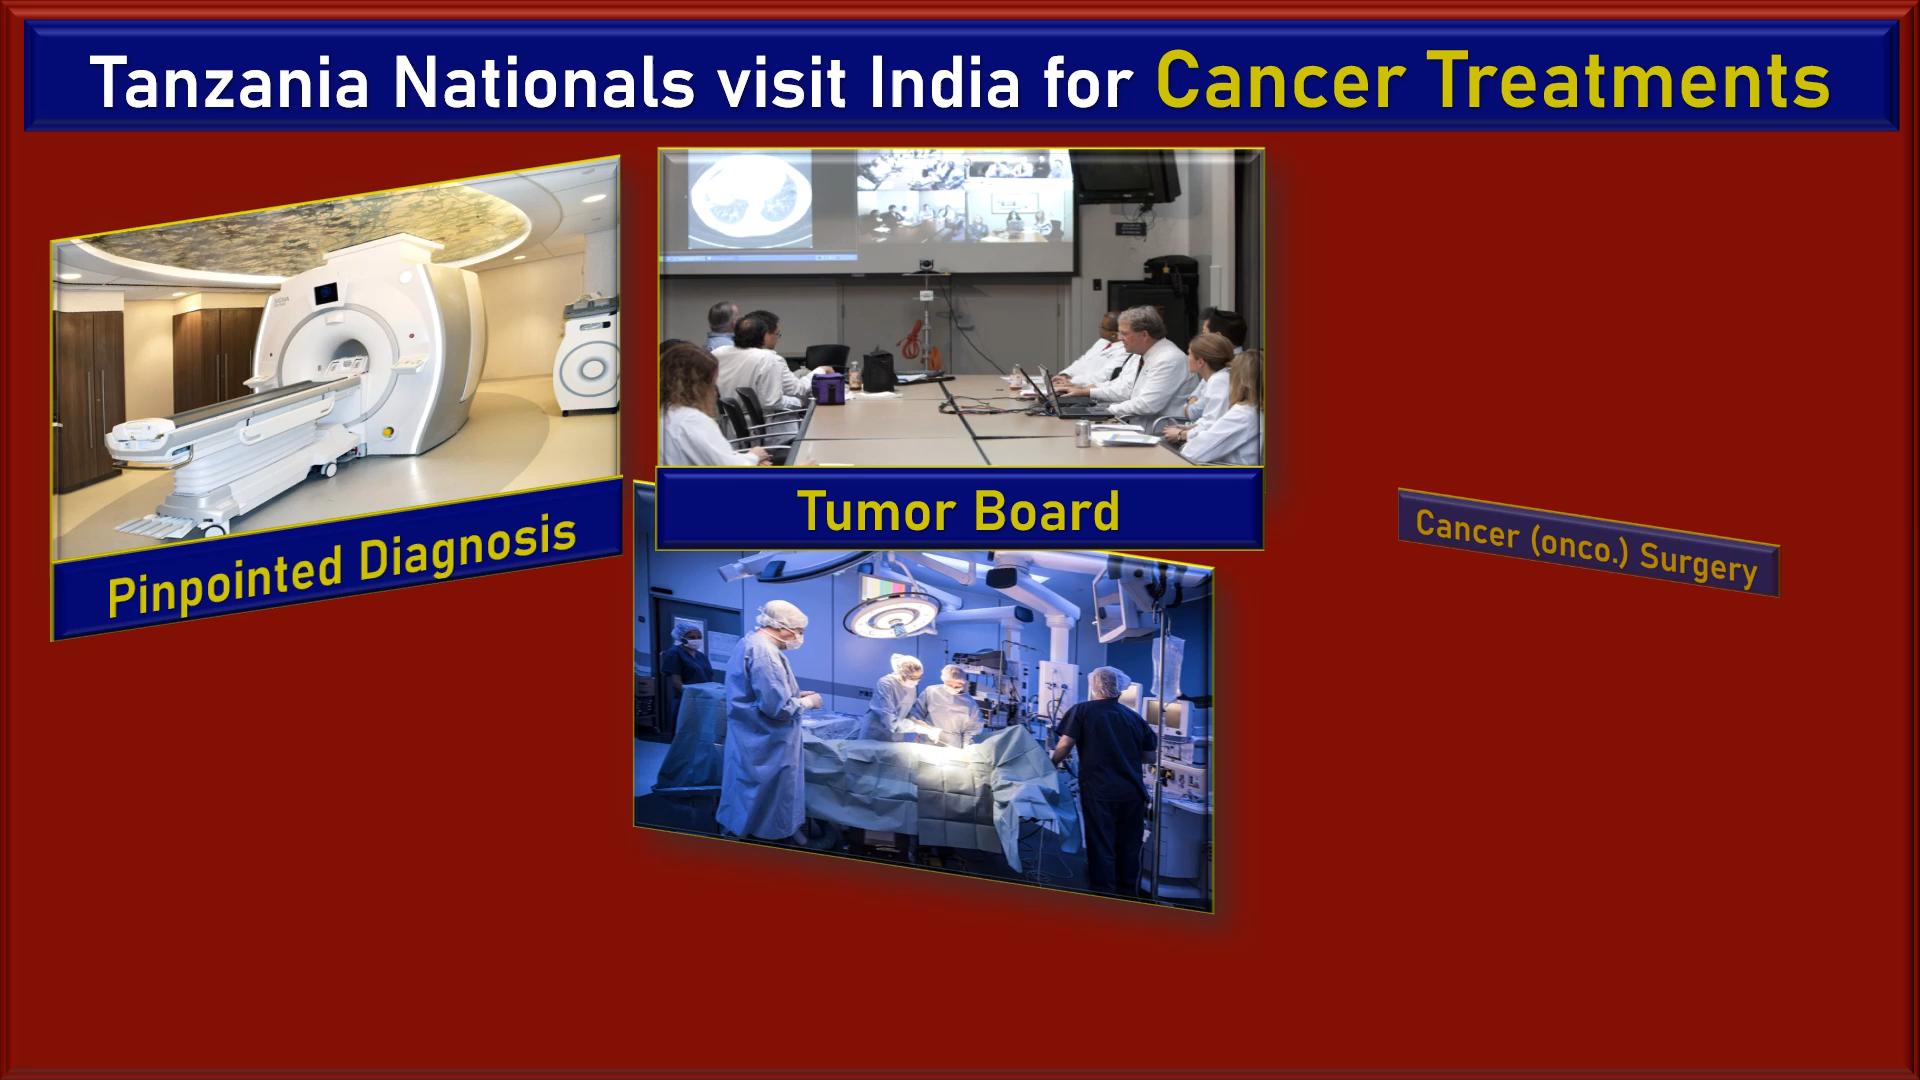 Tanzania Nationals visit India for Cancer Treatments
Pinpointed Diagnosis
Tumor Board
Cancer (onco.) Surgery